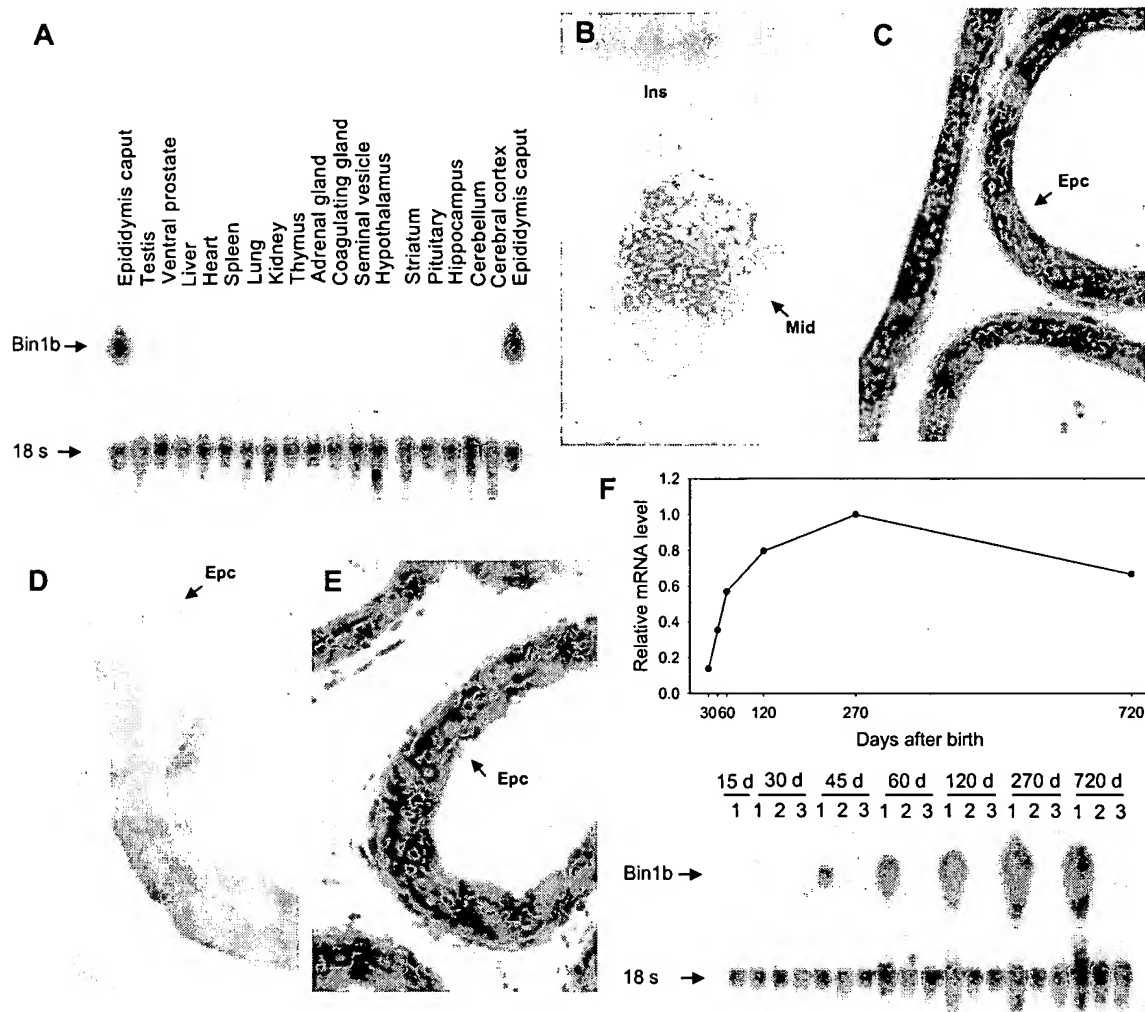 A
Epididymis caput
Testis
Ventral prostate
Liver
Heart
Spleen
Lung
Kidney
Thymus
Adrenal gland
Coagulating gland
Seminal vesicle
Hypothalamus
Striatum
Pituitary
Hippocampus
Cerebellum
Cerebral cortex
Epididymis caput
Bin1b
18 s
B
Ins
Mid
C
Epc
D
Epc
E
Epc
F
Relative mRNA level
1.2
1.0
0.8
0.6
0.4
0.2
0.0
30 60 120 270 720
Days after birth
15 d 30 d 45 d 60 d 120 d 270 d 720 d
1 1 2 3 1 2 3 1 2 3 1 2 3 1 2 3 1 2 3
Bin1b
18 s